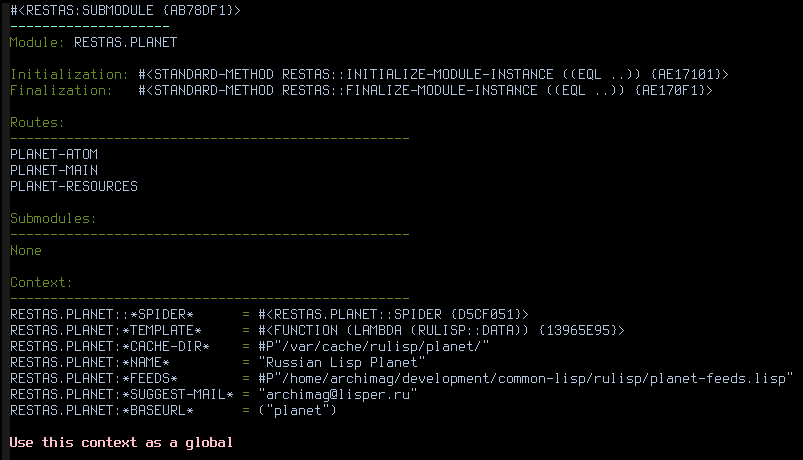 #<RESTAS:SUBMODULE {AB78DF1}>
--------------------
Module: RESTAS.PLANET
Initialization: #<STANDARD-METHOD RESTAS::INITIALIZE-MODULE-INSTANCE ((EQL ..)) {AE17101}>
Finalization:   #<STANDARD-METHOD RESTAS::FINALIZE-MODULE-INSTANCE ((EQL ..)) {AE170F1}>
Routes:
--------------------------------------------------
PLANET-ATOM
PLANET-MAIN
PLANET-RESOURCES
Submodules:
--------------------------------------------------
None
Context:
--------------------------------------------------
RESTAS.PLANET::*SPIDER*      = #<RESTAS.PLANET::SPIDER {D5CF051}>
RESTAS.PLANET:*TEMPLATE*     = #<FUNCTION (LAMBDA (RULISP::DATA)) {13965E95}>
RESTAS.PLANET:*CACHE-DIR*    = #P"/var/cache/rulisp/planet/"
RESTAS.PLANET:*NAME*         = "Russian Lisp Planet"
RESTAS.PLANET:*FEEDS*        = #P"/home/archimag/development/common-lisp/rulisp/planet-feeds.lisp"
RESTAS.PLANET:*SUGGEST-MAIL* = "archimag@lisper.ru"
RESTAS.PLANET:*BASEURL*      = ("planet")
Use this context as a global